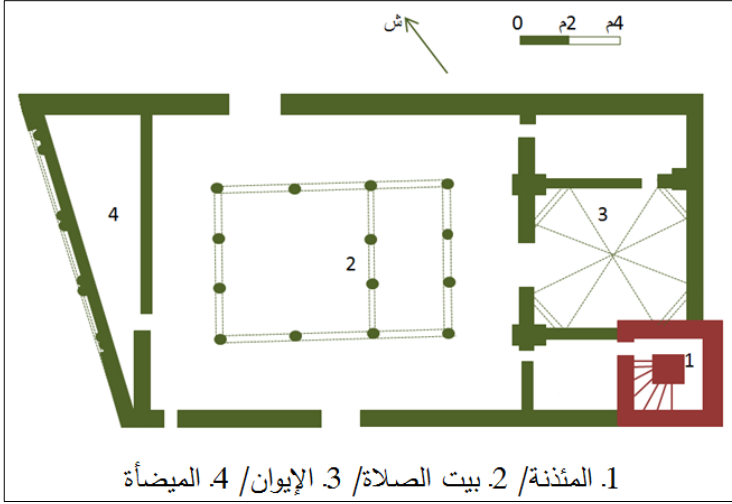 ش
0 2م 4م
4
3
2
1
1. المئذنة/ 2. بيت الصلاة/ 3. الإيوان/ 4. الميضأة